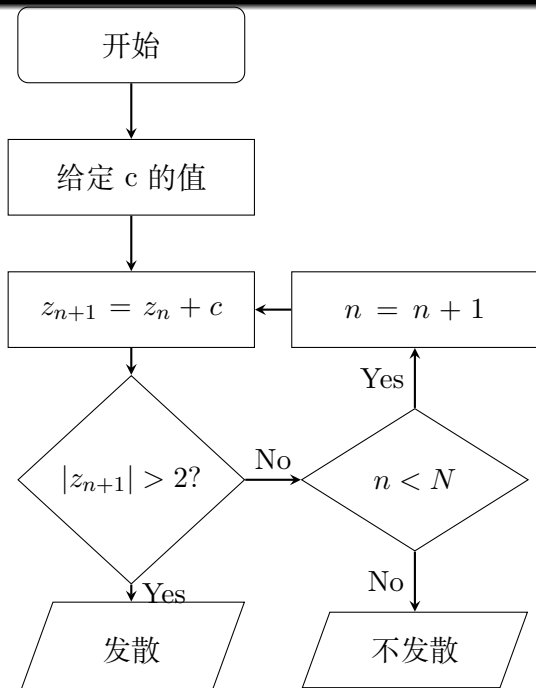 开始
给定 c 的值
z_{n+1} = z_n + c
n = n + 1
Yes
|z_{n+1}| > 2?
No
n < N
Yes
No
发散
不发散